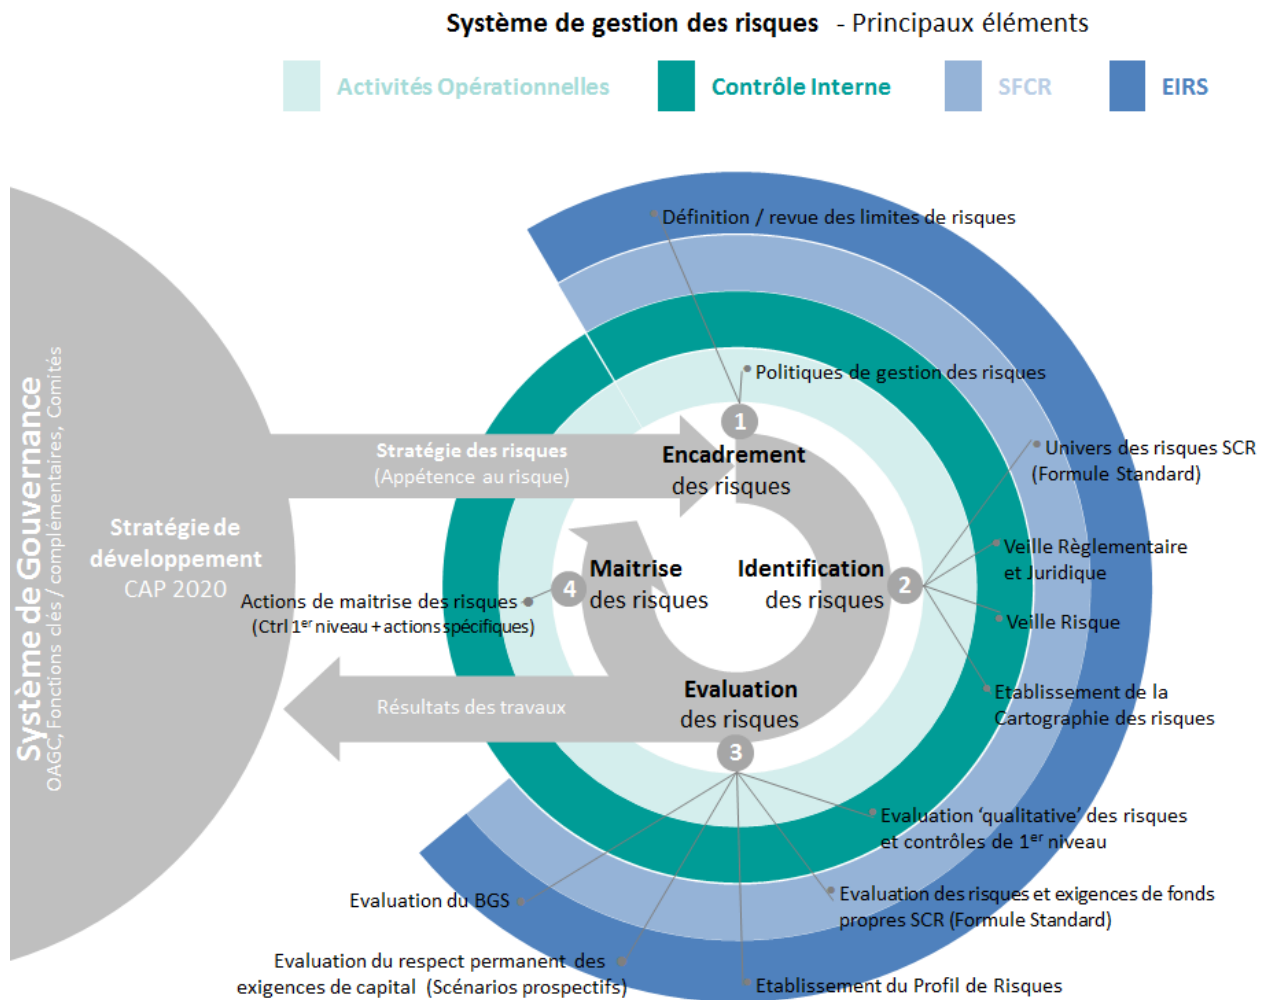 Système de gestion des risques - Principaux éléments
Activités Opérationnelles
Contrôle Interne
SFCR
EIRS
Définition / revue des limites de risques
Politiques de gestion des risques
1
Encadrement
des risques
Stratégie des risques
(Appétence au risque)
Univers des risques SCR
(Formule Standard)
Veille Règlementaire
et Juridique
Veille Risque
Etablissement de la
Cartographie des risques
2
Identification
des risques
4
Maitrise
des risques
Actions de maitrise des risques
(Ctrl 1er niveau + actions spécifiques)
Système de Gouvernance
OAGC, Fonctions clés / complémentaires, Comités
Stratégie de
développement
CAP 2020
Résultats des travaux
Evaluation
des risques
3
Evaluation ‘qualitative’ des risques
et contrôles de 1er niveau
Evaluation des risques et exigences de fonds
propres SCR (Formule Standard)
Etablissement du Profil de Risques
Evaluation du BGS
Evaluation du respect permanent des
exigences de capital (Scénarios prospectifs)